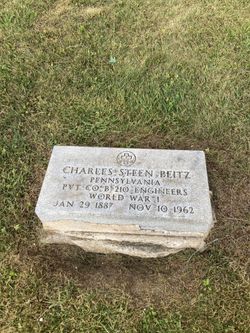 CHARLES STEEN BEITZ
PENNSYLVANIA
PVT CO B 210 ENGINEERS
WORLD WAR I
JAN 29 1887 NOV 10 1962